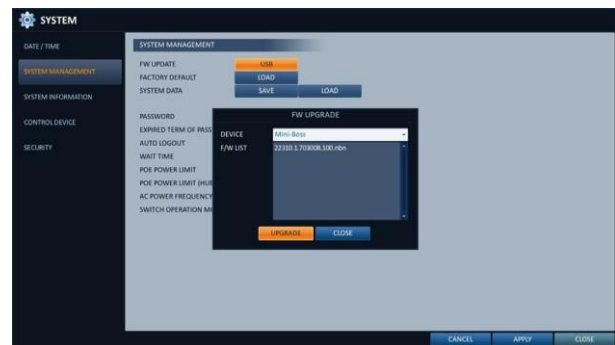 SYSTEM
DATE / TIME
SYSTEM MANAGEMENT
SYSTEM INFORMATION
CONTROL DEVICE
SECURITY
SYSTEM MANAGEMENT
FW UPDATE USB
FACTORY DEFAULT LOAD
SYSTEM DATA SAVE LOAD
PASSWORD
EXPIRED TERM OF PASS
AUTO LOGOUT
WAIT TIME
POE POWER LIMIT
POE POWER LIMIT (HUB
AC POWER FREQUENCY
SWITCH OPERATION
FW UPGRADE
DEVICE Mini-Boss
F/W LIST 22310.1.703008.100.nbn
UPGRADE CLOSE
CANCEL APPLY CLOSE